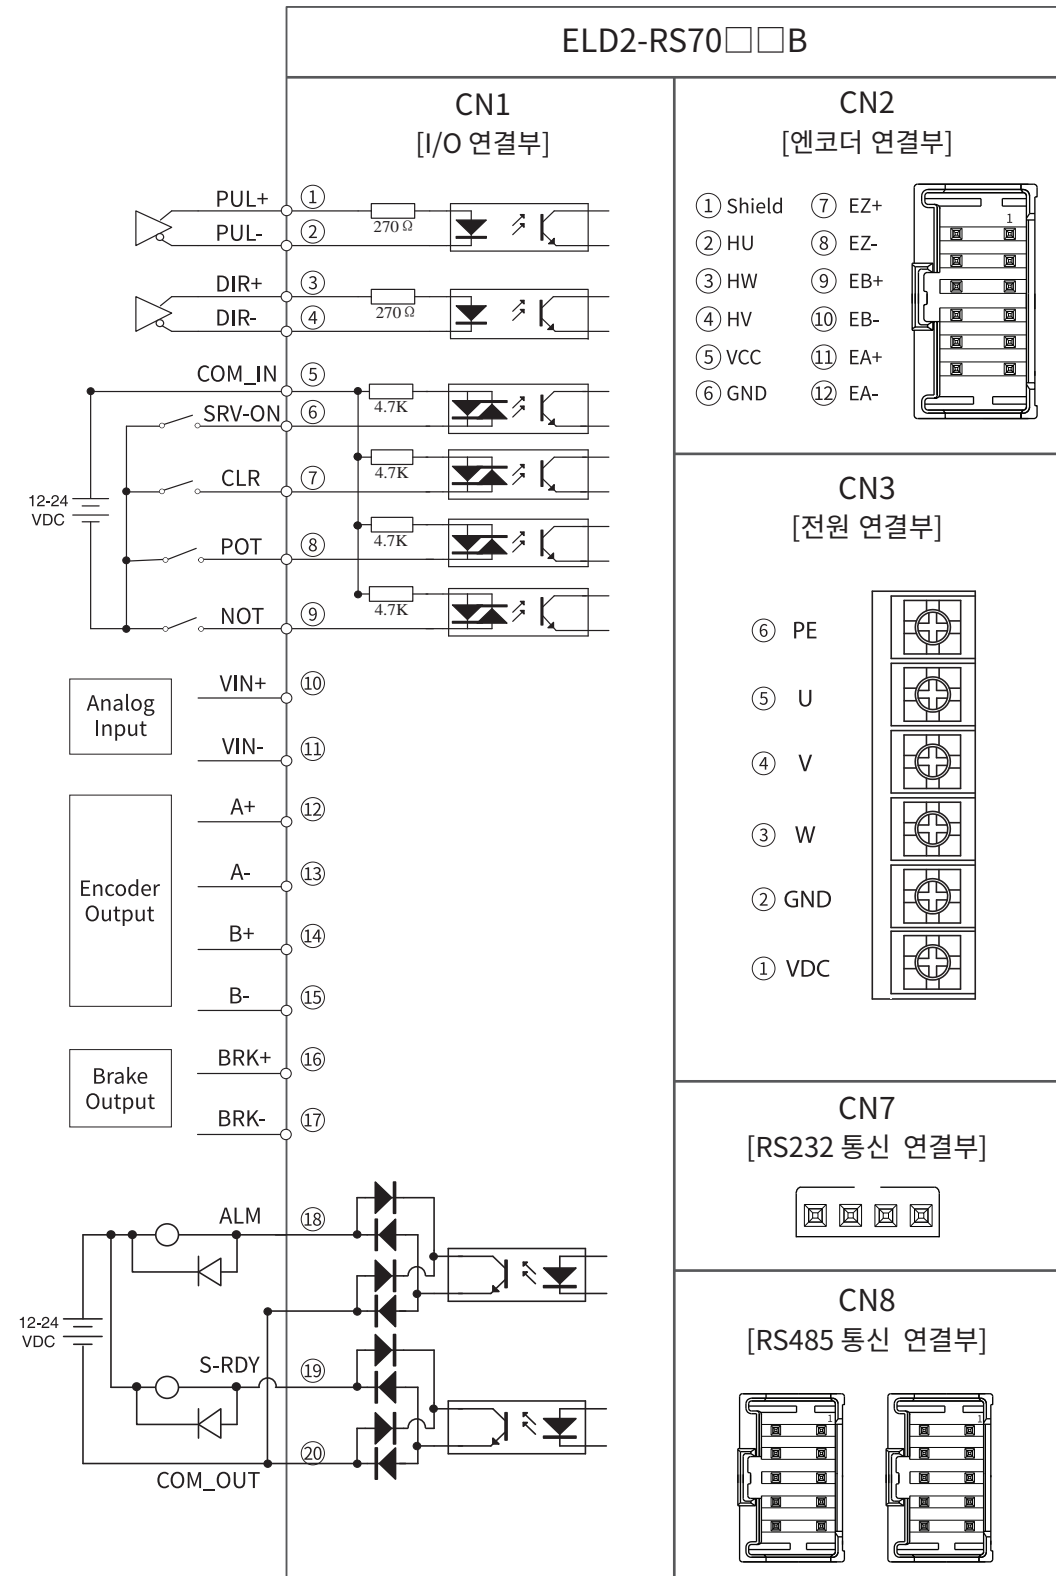 ELD2-RS70□□B
CN1
[I/O 연결부]
PUL+ ①
270 Ω
PUL- ②
DIR+ ③
270 Ω
DIR- ④
COM_IN ⑤
4.7K
SRV-ON ⑥
4.7K
CLR ⑦
12-24
VDC
4.7K
POT ⑧
4.7K
NOT ⑨
Analog
Input
VIN+ ⑩
VIN- ⑪
Encoder
Output
A+ ⑫
A- ⑬
B+ ⑭
B- ⑮
Brake
Output
BRK+ ⑯
BRK- ⑰
ALM ⑱
12-24
VDC
S-RDY ⑲
COM_OUT ⑳
CN2
[엔코더 연결부]
① Shield ⑦ EZ+
② HU ⑧ EZ-
③ HW ⑨ EB+
④ HV ⑩ EB-
⑤ VCC ⑪ EA+
⑥ GND ⑫ EA-
1
CN3
[전원 연결부]
⑥ PE
⑤ U
④ V
③ W
② GND
① VDC
CN7
[RS232 통신 연결부]
CN8
[RS485 통신 연결부]
1 1